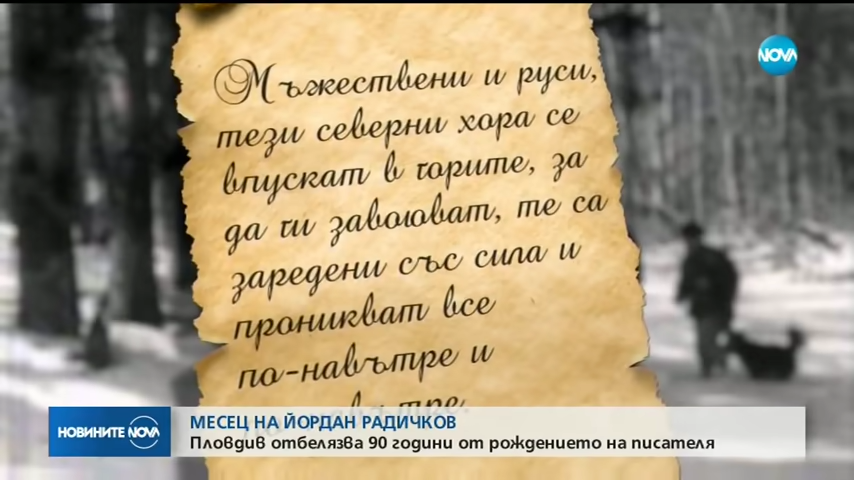 NOVA
Мъжествени и руси,
тези северни хора се
впускат в горите, за
да ги завоюват, те са
заредени със сила и
проникват все
по-навътре и
НОВИНИТЕ NOVA
МЕСЕЦ НА ЙОРДАН РАДИЧКОВ
Пловдив отбелязва 90 години от рождението на писателя